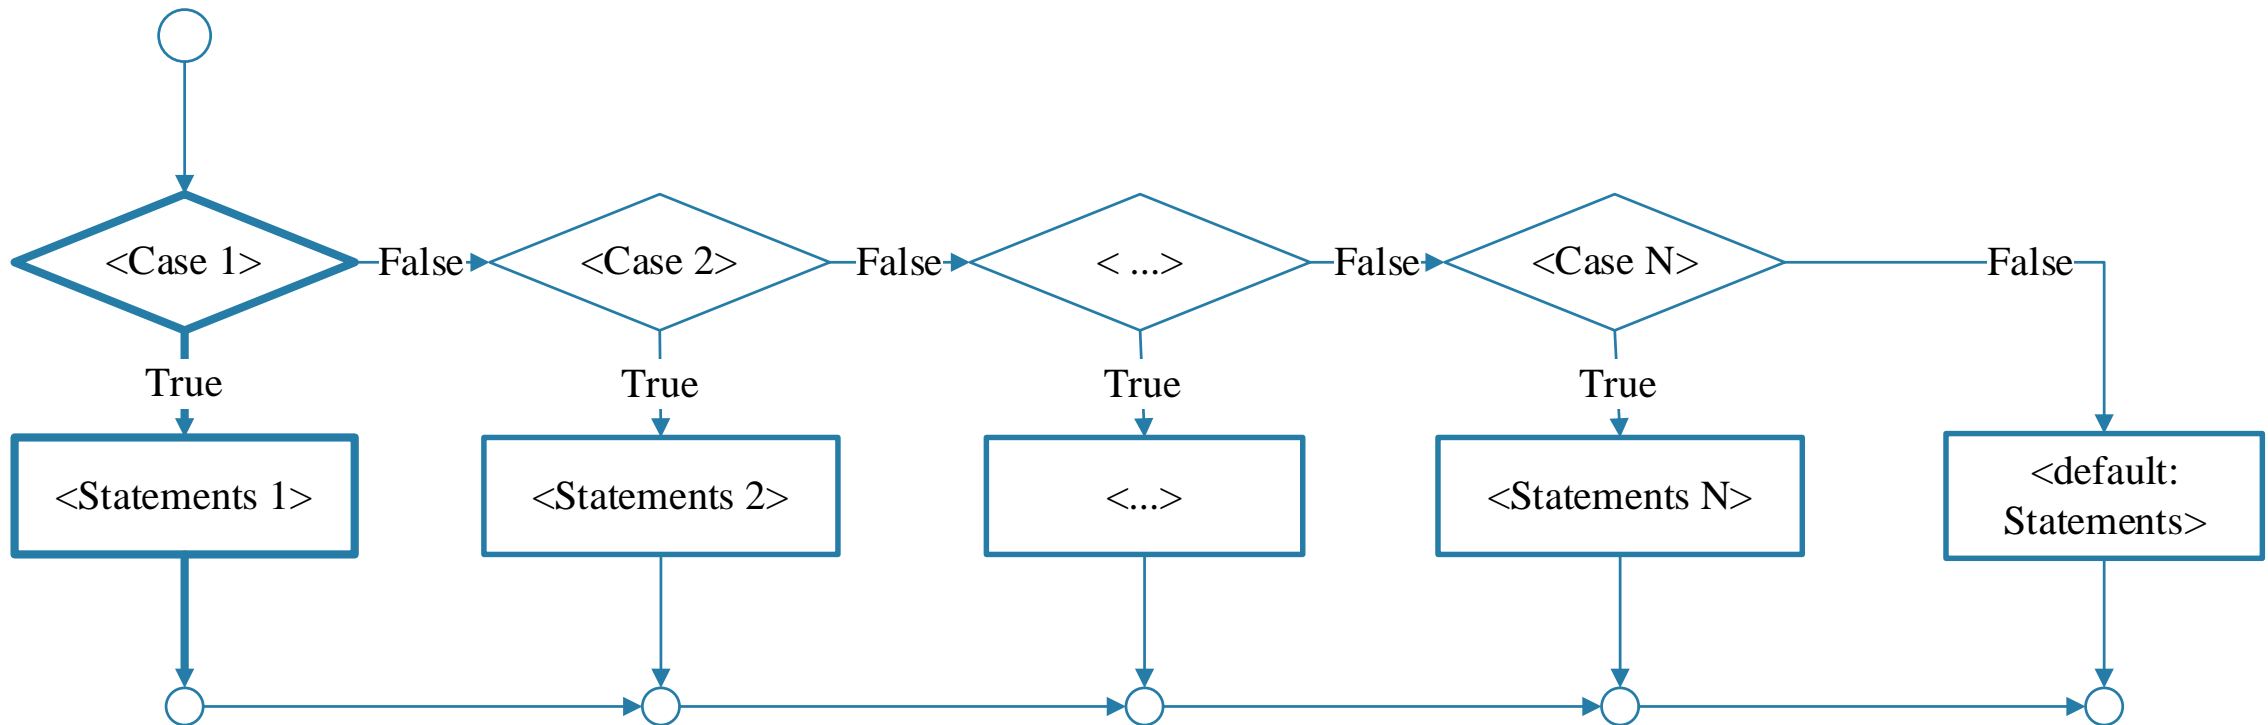 <Case 1>
False
<Case 2>
False
< ...>
False
<Case N>
False
True
True
True
True
<Statements 1>
<Statements 2>
<...>
<Statements N>
<default:
Statements>